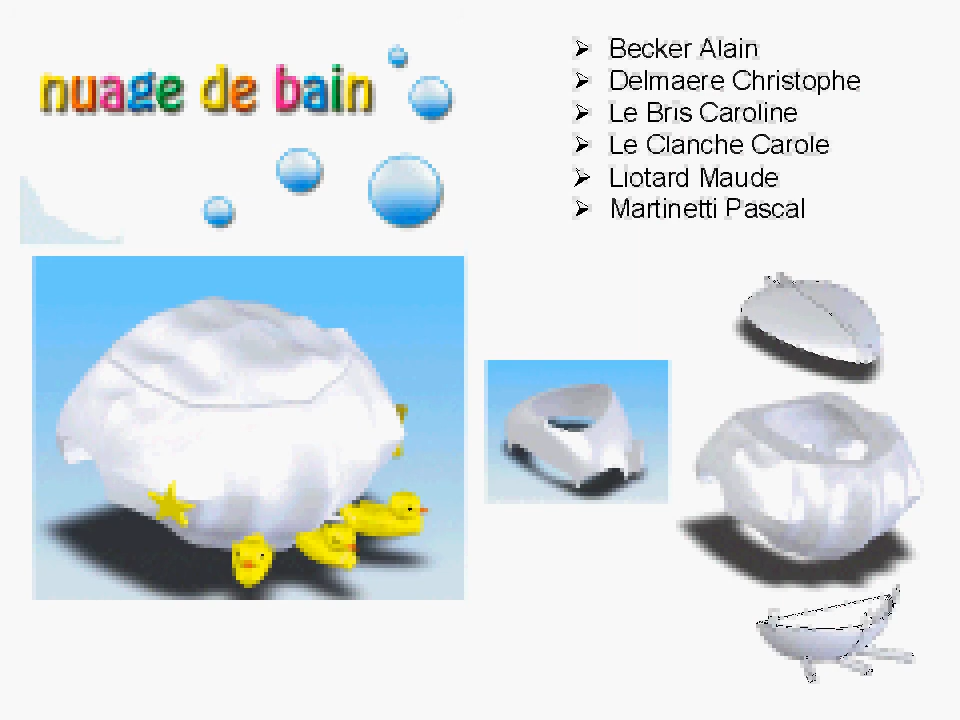 nuage de bain
➢ Becker Alain
➢ Delmaere Christophe
➢ Le Bris Caroline
➢ Le Clanche Carole
➢ Liotard Maude
➢ Martinetti Pascal